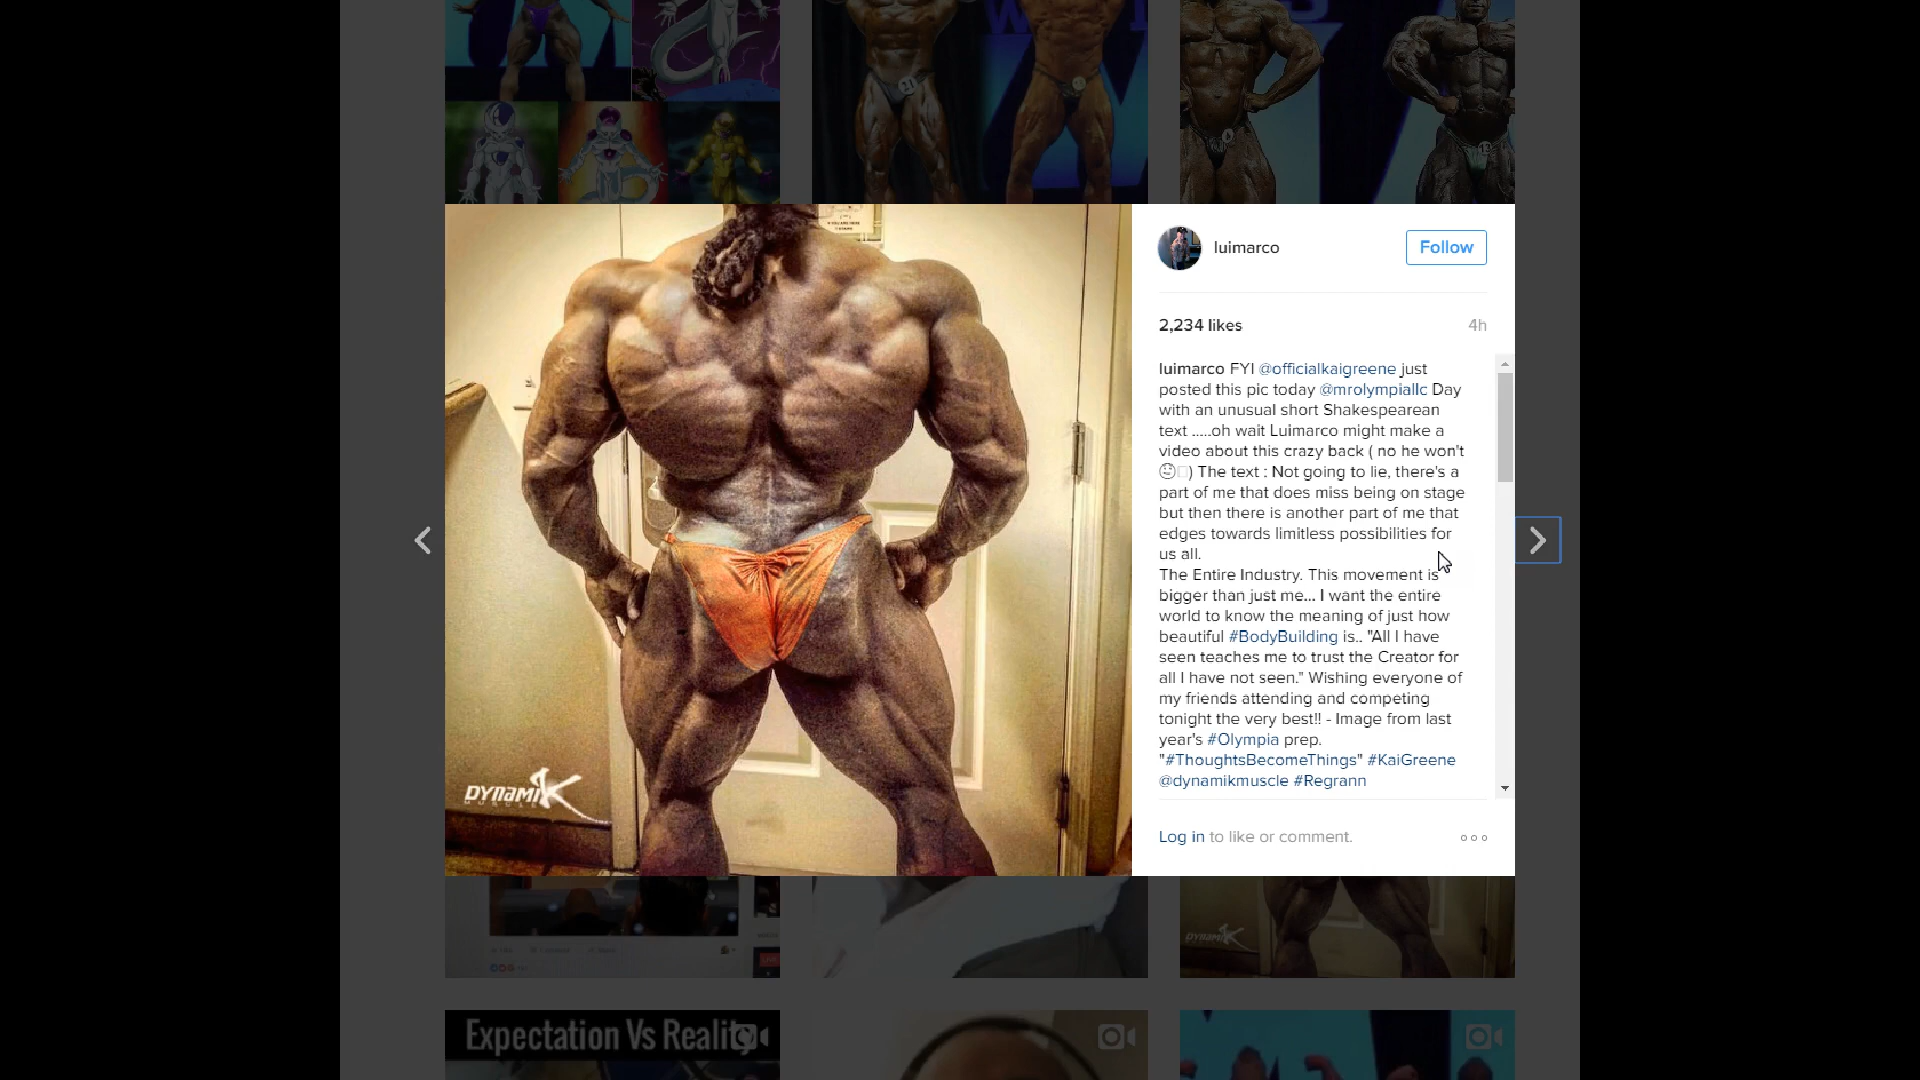 luimarco
Follow
2,234 likes
4h
luimarco FYI @officialkaigreene just
posted this pic today @mrolympiallc Day
with an unusual short Shakespearean
text .....oh wait Luimarco might make a
video about this crazy back ( no he won't
) The text : Not going to lie, there's a
part of me that does miss being on stage
but then there is another part of me that
edges towards limitless possibilities for
us all.
The Entire Industry. This movement is
bigger than just me... I want the entire
world to know the meaning of just how
beautiful #BodyBuilding is.. "All I have
seen teaches me to trust the Creator for
all I have not seen." Wishing everyone of
my friends attending and competing
tonight the very best!! - Image from last
year's #Olympia prep.
"#ThoughtsBecomeThings" #KaiGreene
@dynamikmuscle #Regrann
Log in to like or comment.
DYNAMIK
MUSCLE
DYNAMIK
Expectation Vs Reality